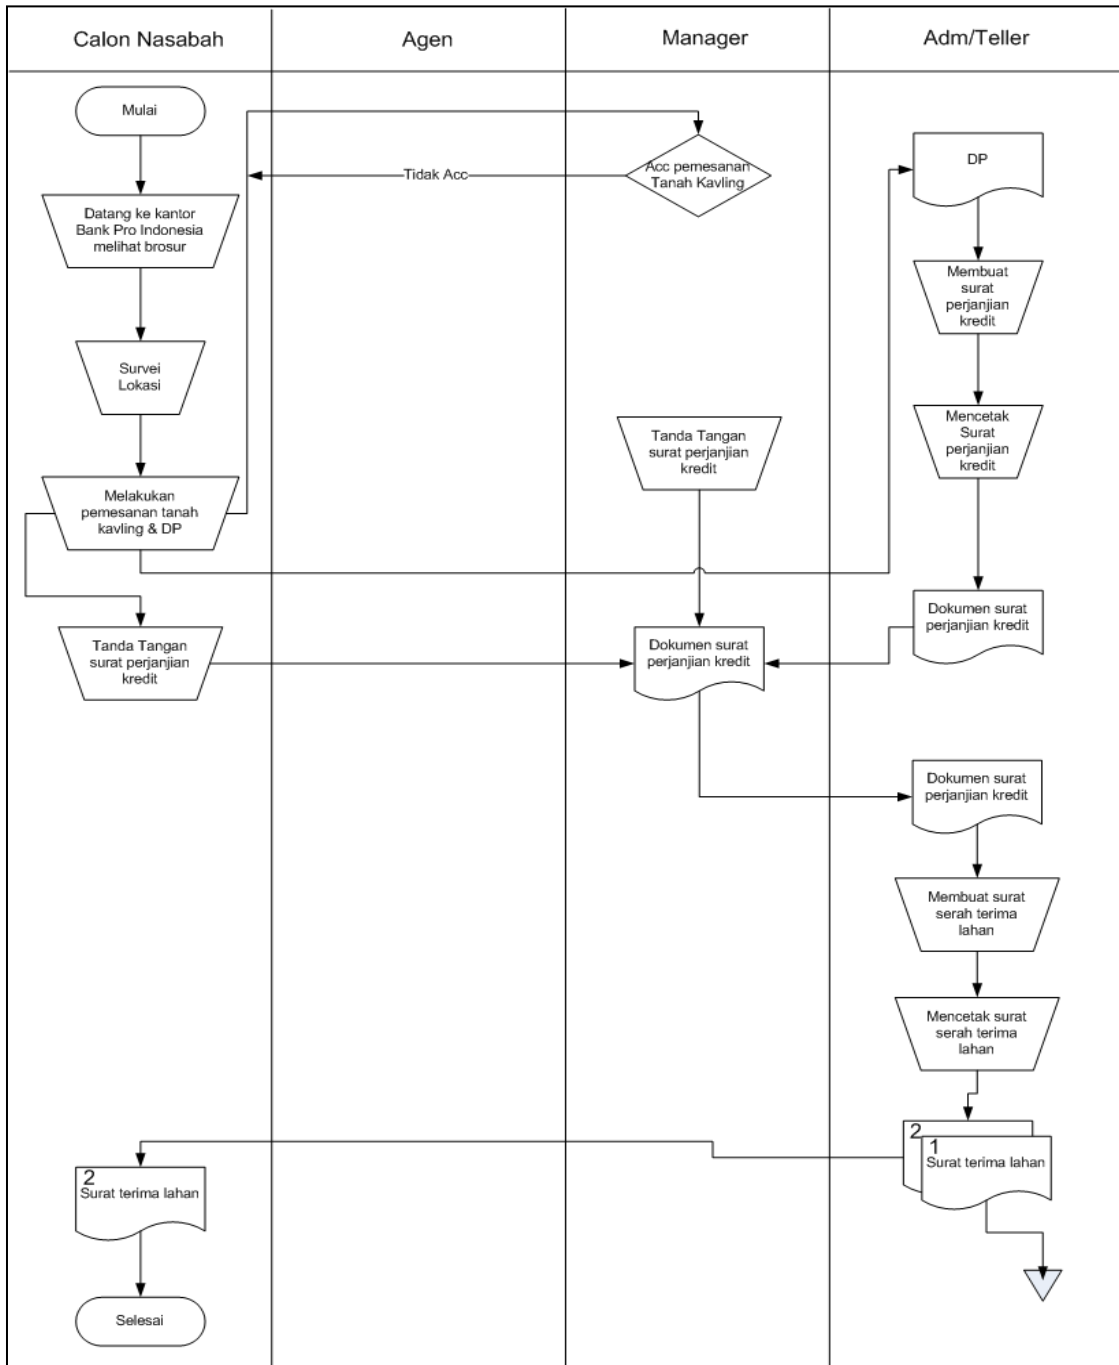 Calon Nasabah
Agen
Manager
Adm/Teller
Mulai
Acc pemesanan
Tanah Kavling
Tidak Acc
DP
Datang ke kantor
Bank Pro Indonesia
melihat brosur
Membuat
surat
perjanjian
kredit
Survei
Lokasi
Mencetak
Surat
perjanjian
kredit
Tanda Tangan
surat perjanjian
kredit
Melakukan
pemesanan tanah
kavling & DP
Dokumen surat
perjanjian kredit
Tanda Tangan
surat perjanjian
kredit
Dokumen surat
perjanjian kredit
Dokumen surat
perjanjian kredit
Membuat surat
serah terima
lahan
Mencetak surat
serah terima
lahan
2
1
Surat terima lahan
2
Surat terima lahan
Selesai